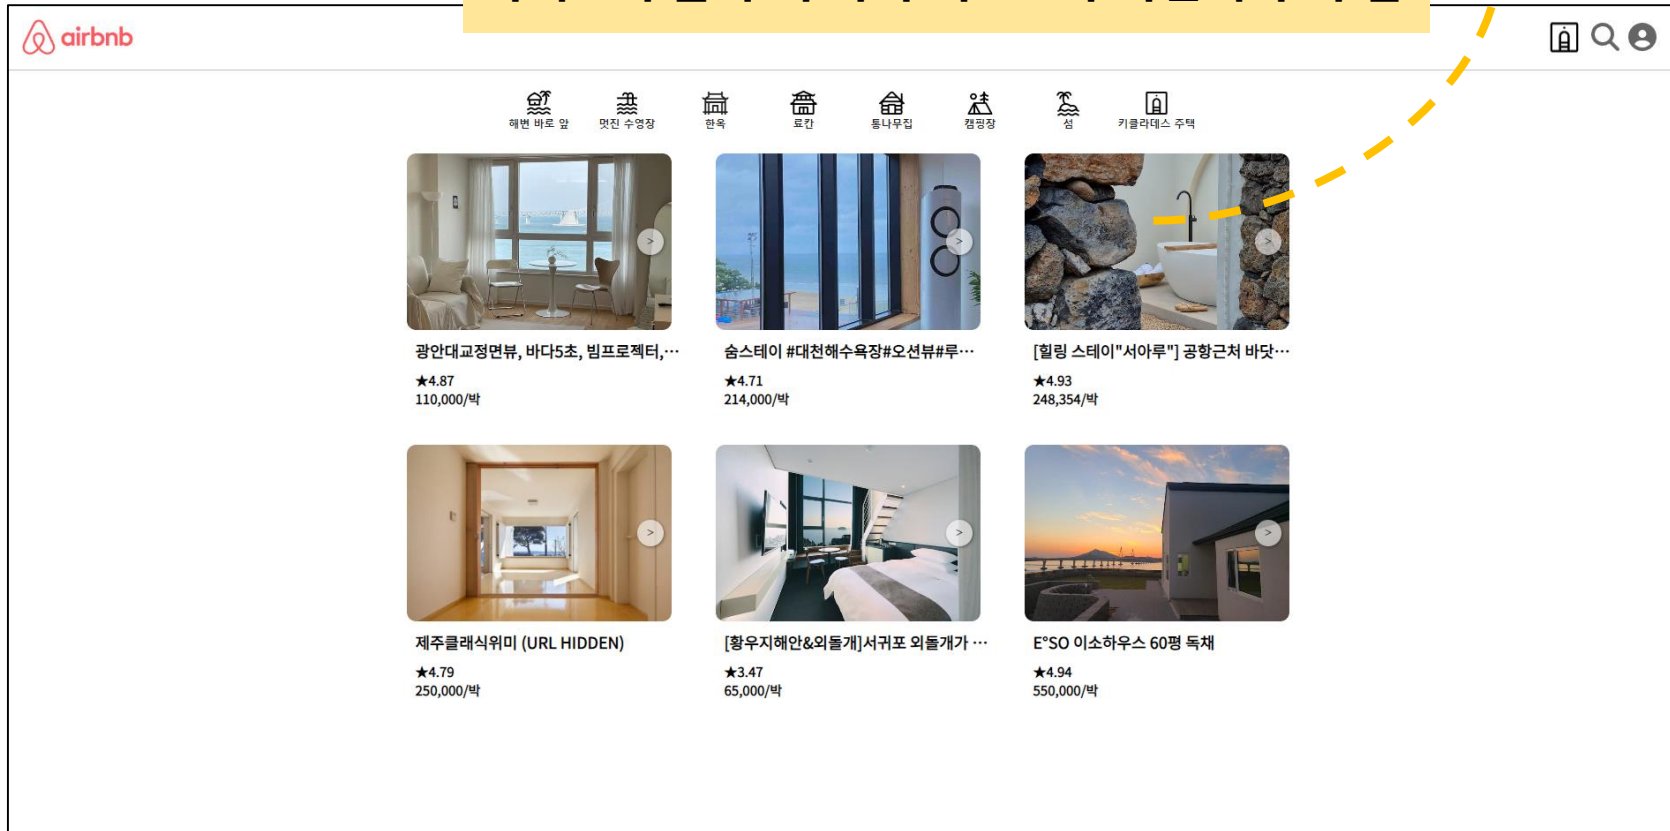 airbnb
해변 바로 앞
멋진 수영장
한옥
료칸
통나무집
캠핑장
섬
키클라데스 주택
>
>
>
광안대교정면뷰, 바다5초, 빔프로젝터,…
숨스테이 #대천해수욕장#오션뷰#루…
[힐링 스테이"서아루"] 공항근처 바닷…
★4.87
★4.71
★4.93
110,000/박
214,000/박
248,354/박
>
>
>
제주클래식위미 (URL HIDDEN)
[황우지해안&외돌개]서귀포 외돌개가 …
E°SO 이소하우스 60평 독채
★4.79
★3.47
★4.94
250,000/박
65,000/박
550,000/박